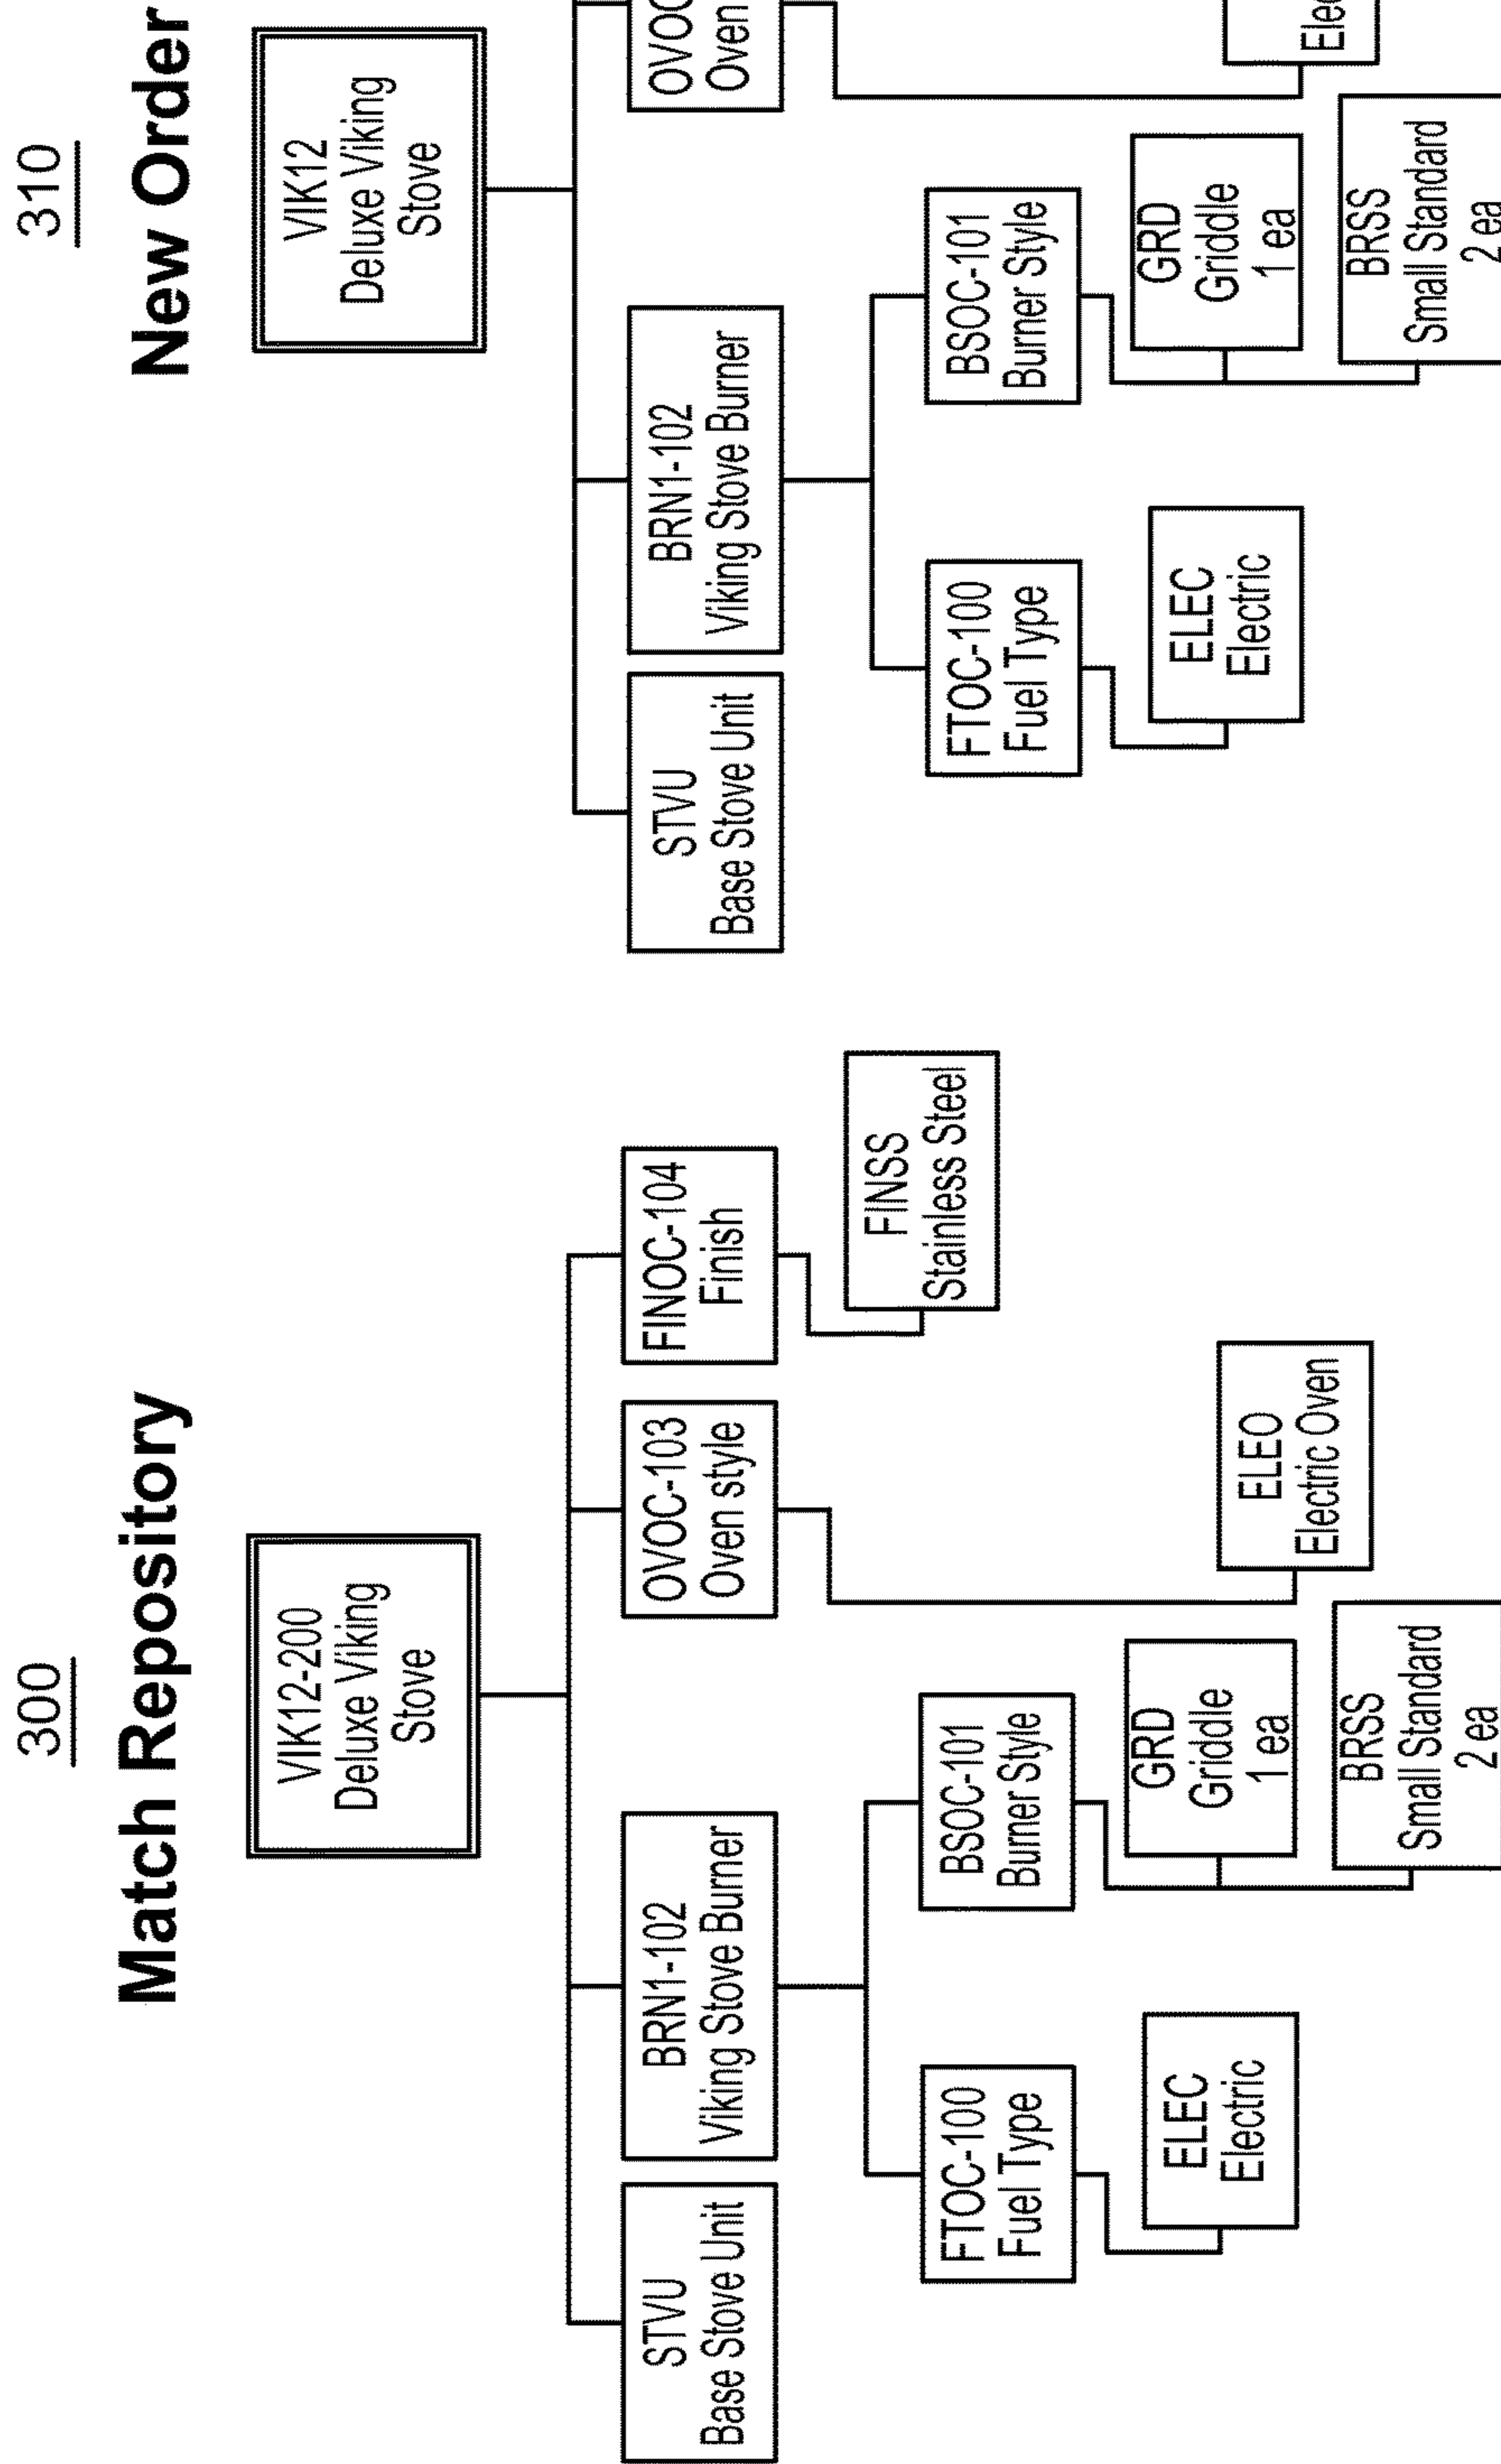 300
Match Repository
VIK12-200
Deluxe Viking
Stove
STVU
Base Stove Unit
BRN1-102
Viking Stove Burner
OVOC-103
Oven style
FINOC-104
Finish
FINSS
Stainless Steel
FTOC-100
Fuel Type
BSOC-101
Burner Style
ELEC
Electric
GRD
Griddle
1 ea
ELEO
Electric Oven
BRSS
Small Standard
2 ea
310
New Order
VIK12
Deluxe Viking
Stove
STVU
Base Stove Unit
BRN1-102
Viking Stove Burner
Oven
FTOC-100
Fuel Type
BSOC-101
Burner Style
ELEC
Electric
GRD
Griddle
1 ea
BRSS
Small Standard
2 ea